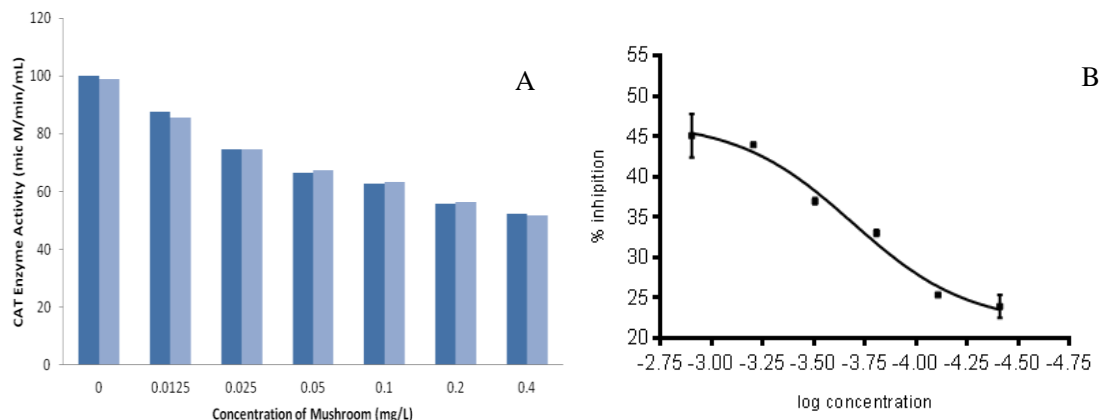 120
100
80
60
40
20
0
CAT Enzyme Activity (mic M/min/mL)
0 0.0125 0.025 0.05 0.1 0.2 0.4
Concentration of Mushroom (mg/L)
A
55
50
45
40
35
30
25
20
% inhipition
-2.75 -3.00 -3.25 -3.50 -3.75 -4.00 -4.25 -4.50 -4.75
log concentration
B